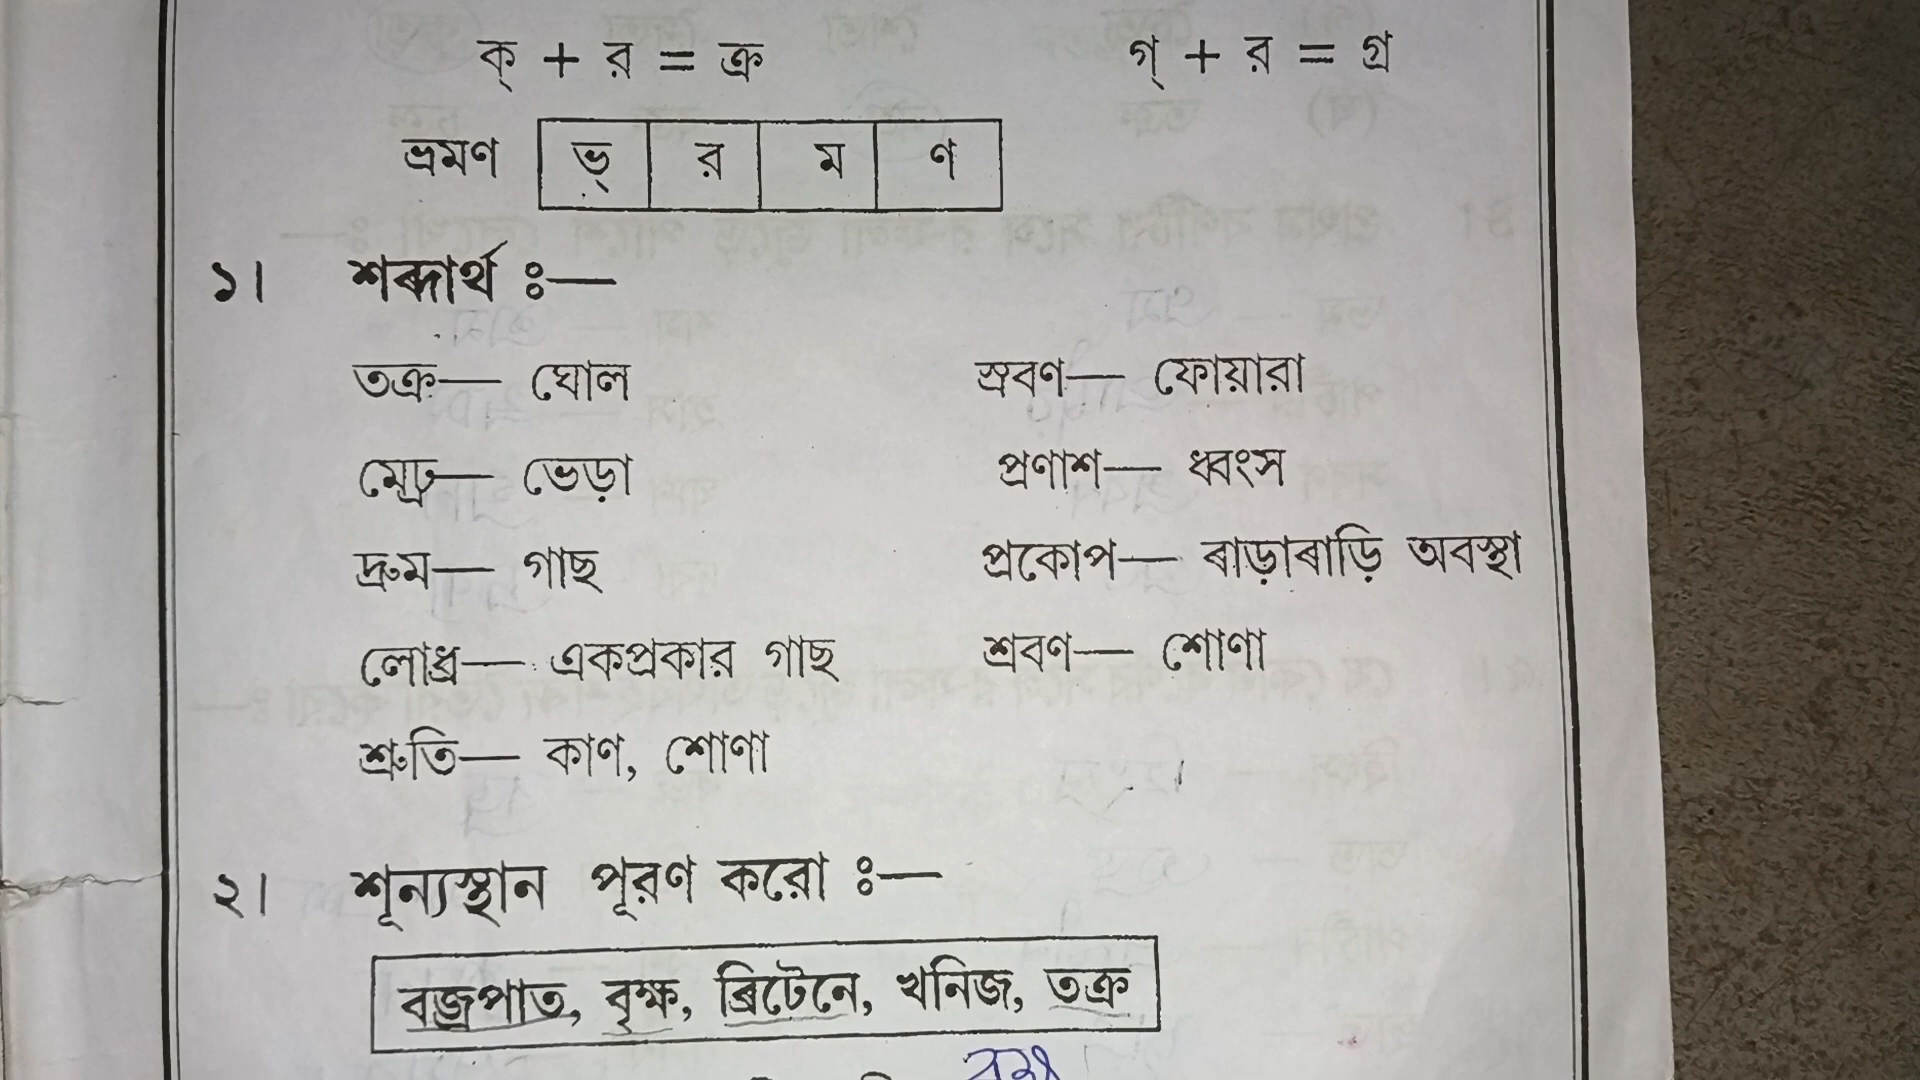 ক্ + র = ক্র গ্ + র = গ্র
ভ্রমণ ভ্ র ম ণ
১। শব্দার্থ ঃ—
তক্র— ঘোল স্রবণ— ফোয়ারা
মেঢ্র— ভেড়া প্রণাশ— ধ্বংস
দ্রুম— গাছ প্রকোপ— ৰাড়াৰাড়ি অবস্থা
লোধ্র— একপ্রকার গাছ শ্রবণ— শোণা
শ্রুতি— কাণ, শোণা
২। শূন্যস্থান পূরণ করো ঃ—
বজ্রপাত, বৃক্ষ, ব্রিটেনে, খনিজ, তক্র